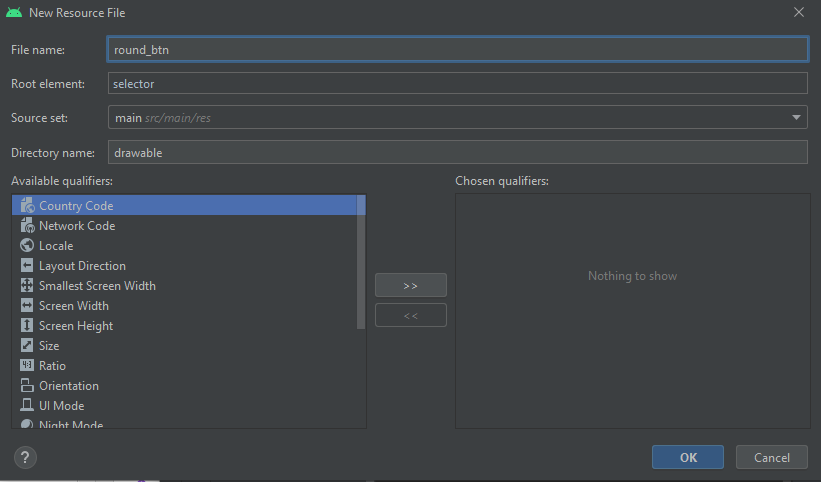 New Resource File
File name: round_btn
Root element: selector
Source set: main src/main/res
Directory name: drawable
Available qualifiers:
Chosen qualifiers:
Country Code
Network Code
Locale
Layout Direction
Smallest Screen Width
Screen Width
Screen Height
Size
Ratio
Orientation
UI Mode
Night Mode
>>
<<
Nothing to show
?
OK
Cancel